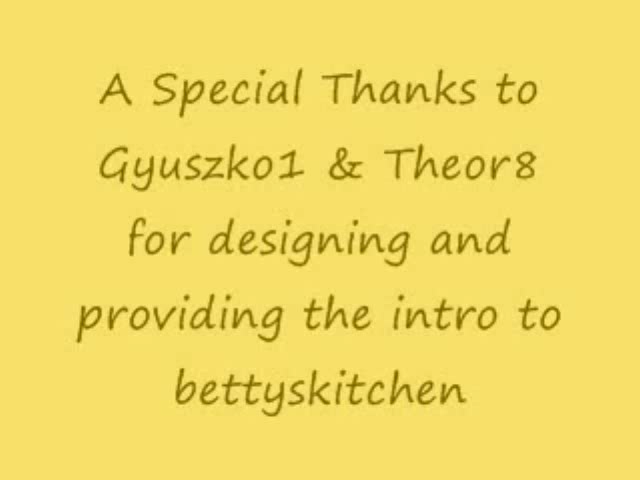 A Special Thanks to
Gyuszko1 & Theor8
for designing and
providing the intro to
bettyskitchen